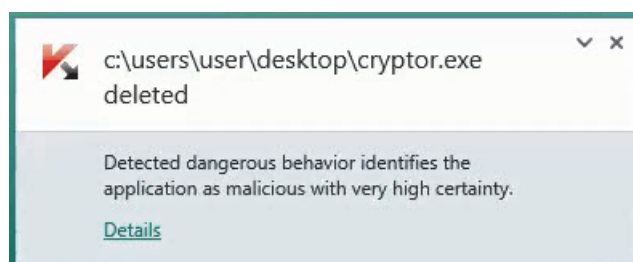 c:\users\user\desktop\cryptor.exe
deleted
Detected dangerous behavior identifies the
application as malicious with very high certainty.
Details